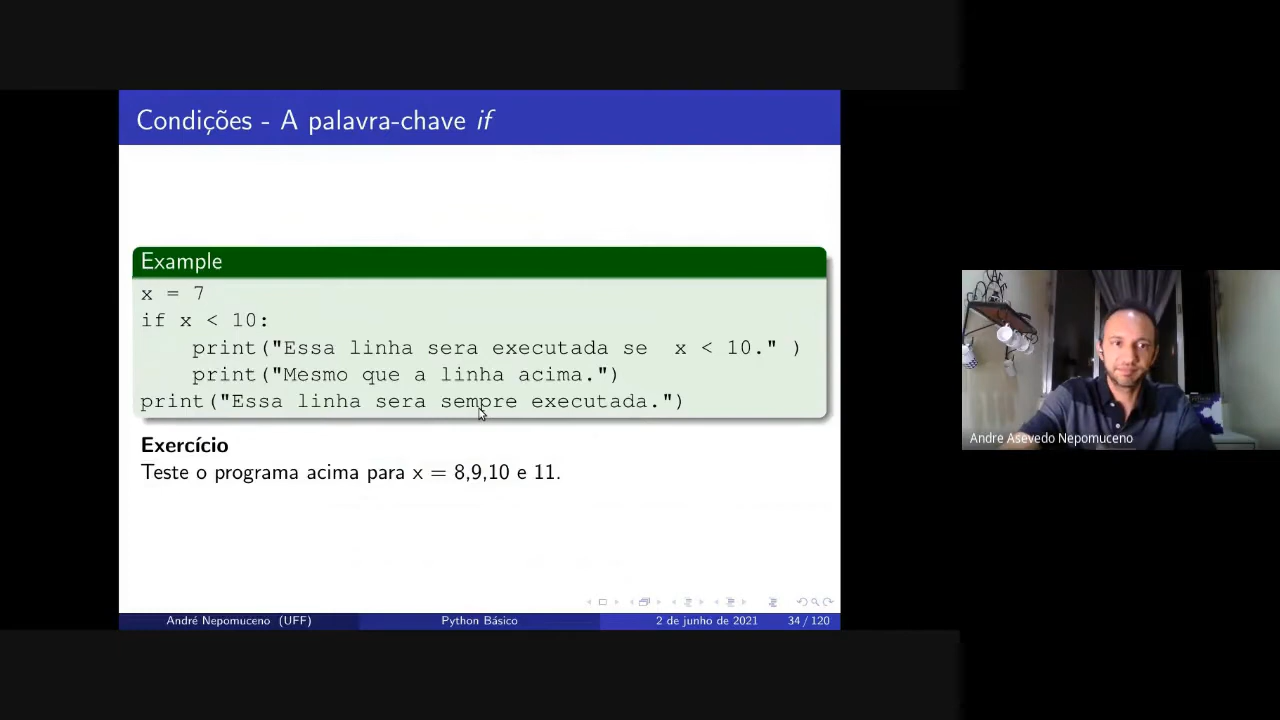 Condições - A palavra-chave if
Example
x = 7
if x < 10:
    print("Essa linha sera executada se  x < 10." )
    print("Mesmo que a linha acima.")
print("Essa linha sera sempre executada.")
Exercício
Teste o programa acima para x = 8,9,10 e 11.
Andre Asevedo Nepomuceno
André Nepomuceno (UFF) Python Básico 2 de junho de 2021 34 / 120